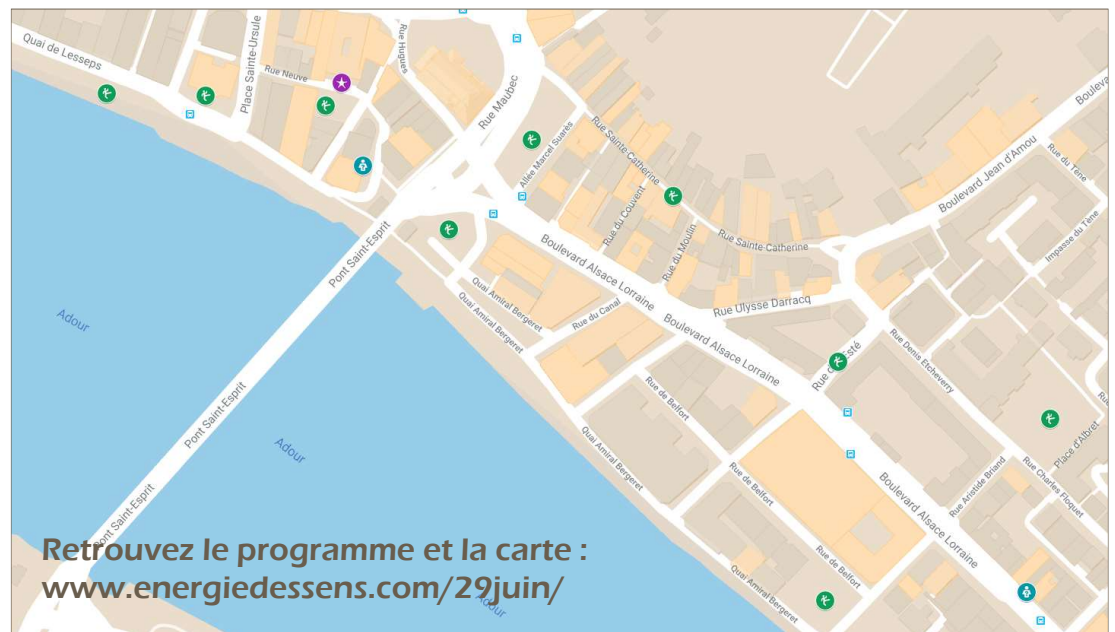 Quai de Lesseps
Place Sainte-Ursule
Rue Neuve
Rue Hugues
Rue Maubec
Allée Marcel Suarès
Rue Sainte-Catherine
Rue du Couvent
Rue du Moulin
Rue Sainte-Catherine
Boulevard Jean d'Amou
Rue du Tène
Impasse du Tène
Pont Saint-Esprit
Boulevard Alsace Lorraine
Quai Amiral Bergeret
Quai Amiral Bergeret
Rue du Canal
Boulevard Alsace Lorraine
Rue Ulysse Darracq
Rue Denis Etcheverry
Adour
Pont Saint-Esprit
Adour
Rue de Belfort
Quai Amiral Bergeret
Rue de Belfort
Place d'Albret
Rue Charles Floquet
Rue Aristide Briand
Boulevard Alsace Lorraine
Pont Saint-Esprit
Rue de Belfort
Quai Amiral Bergeret
Retrouvez le programme et la carte :
www.energiedessens.com/29juin/